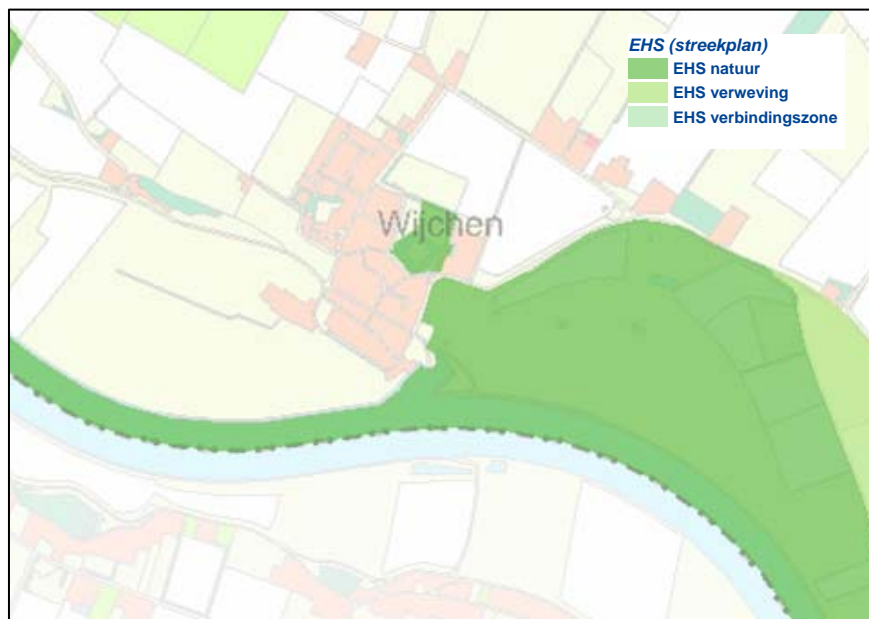 EHS (streekplan)
EHS natuur
EHS verweving
EHS verbindingszone
Wijchen